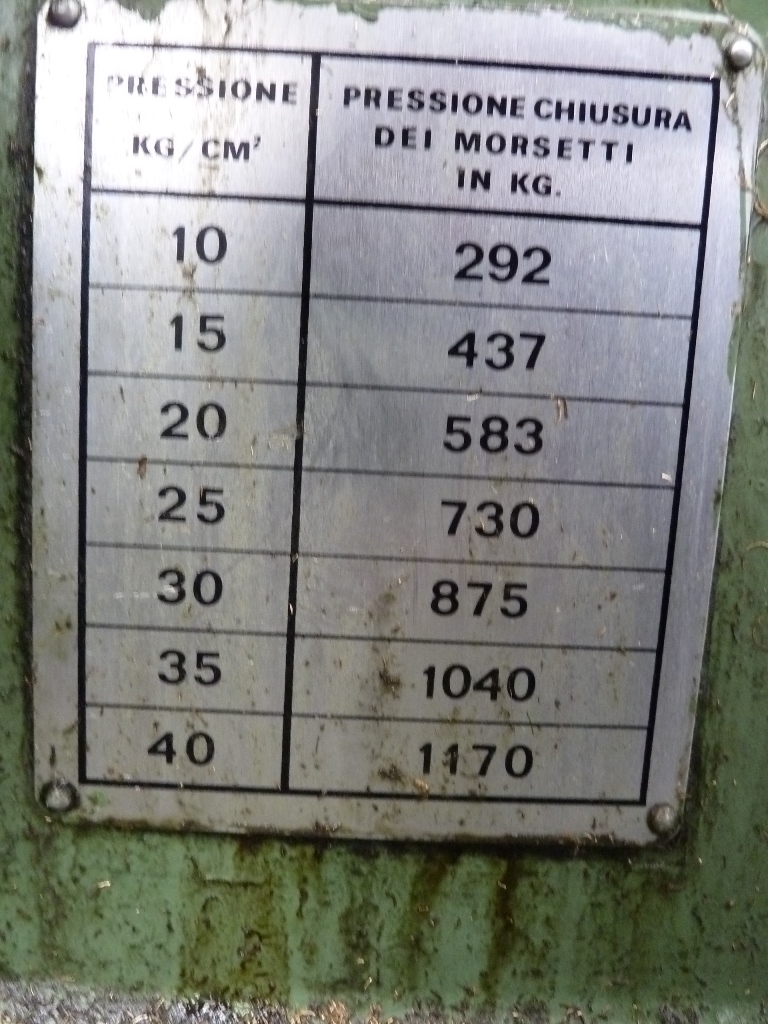 PRESSIONE
KG/CM²
PRESSIONE CHIUSURA
DEI MORSETTI
IN KG.
10 292
15 437
20 583
25 730
30 875
35 1040
40 1170